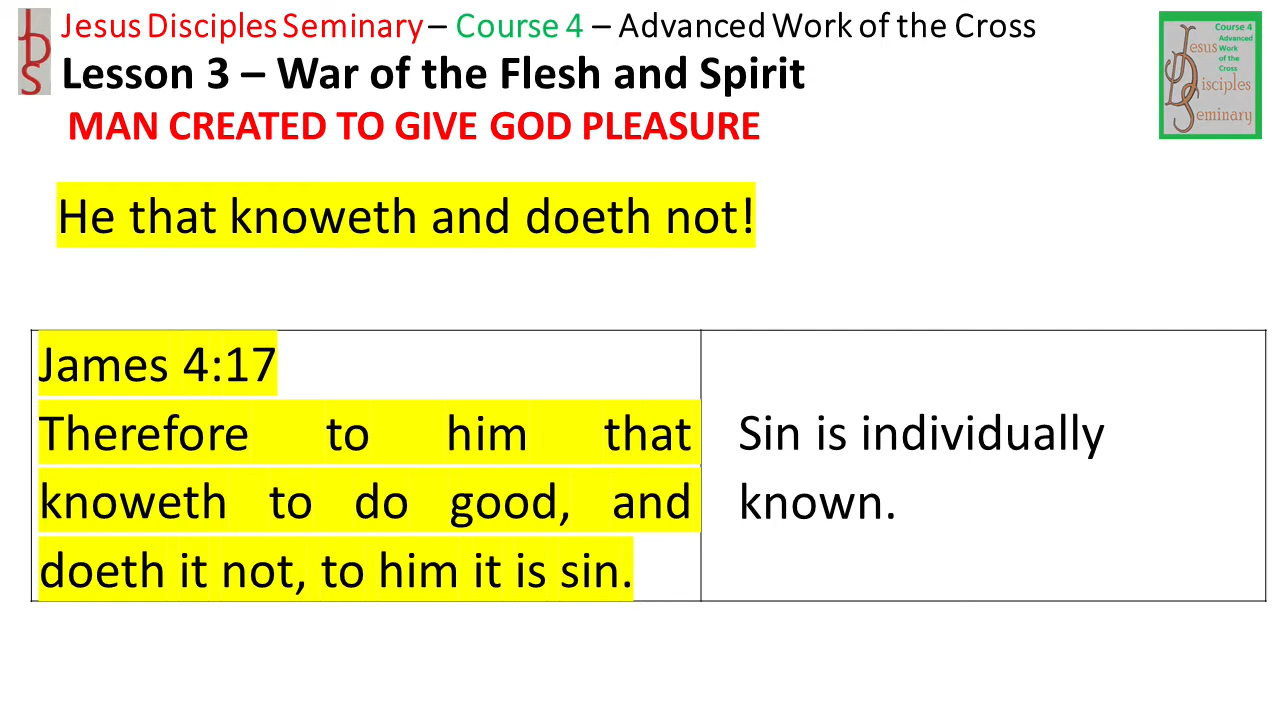 JDS
Jesus Disciples Seminary – Course 4 – Advanced Work of the Cross
Lesson 3 – War of the Flesh and Spirit
MAN CREATED TO GIVE GOD PLEASURE
Course 4
Advanced
Work
of the
Cross
Jesus
Disciples
Seminary
He that knoweth and doeth not!
James 4:17
Therefore to him that
knoweth to do good, and
doeth it not, to him it is sin.
Sin is individually
known.